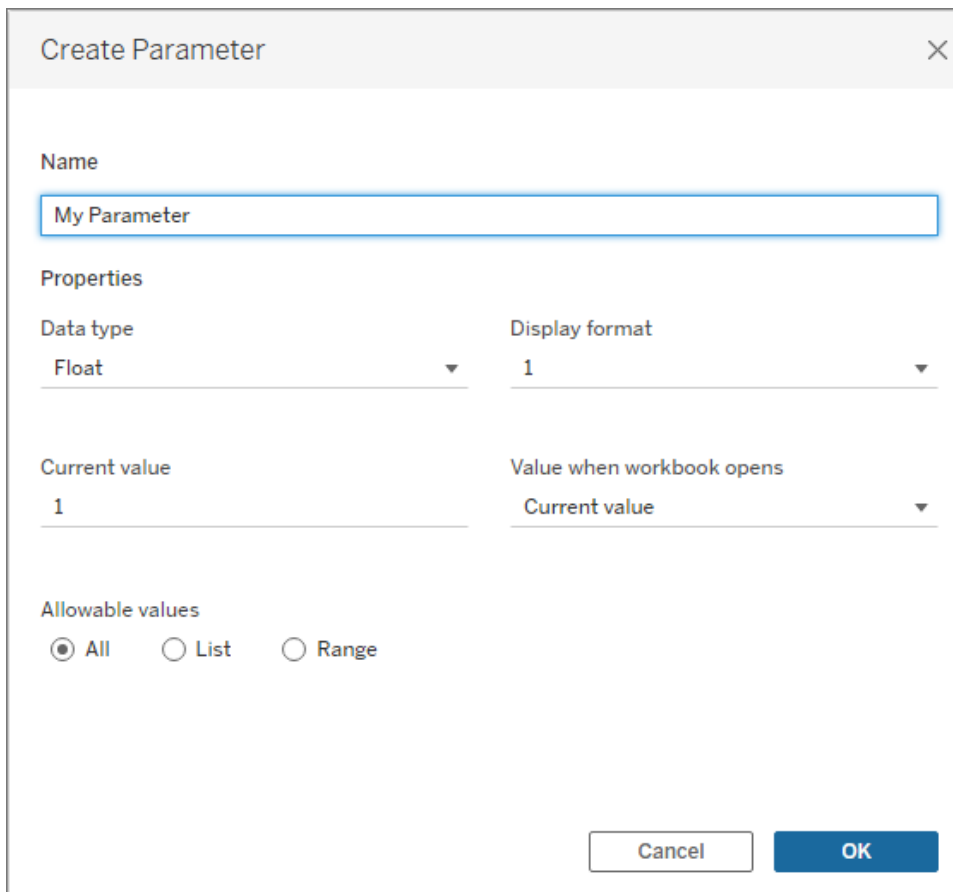 Create Parameter
Name
My Parameter
Properties
Data type
Display format
Float
1
Current value
Value when workbook opens
1
Current value
Allowable values
All List Range
Cancel OK